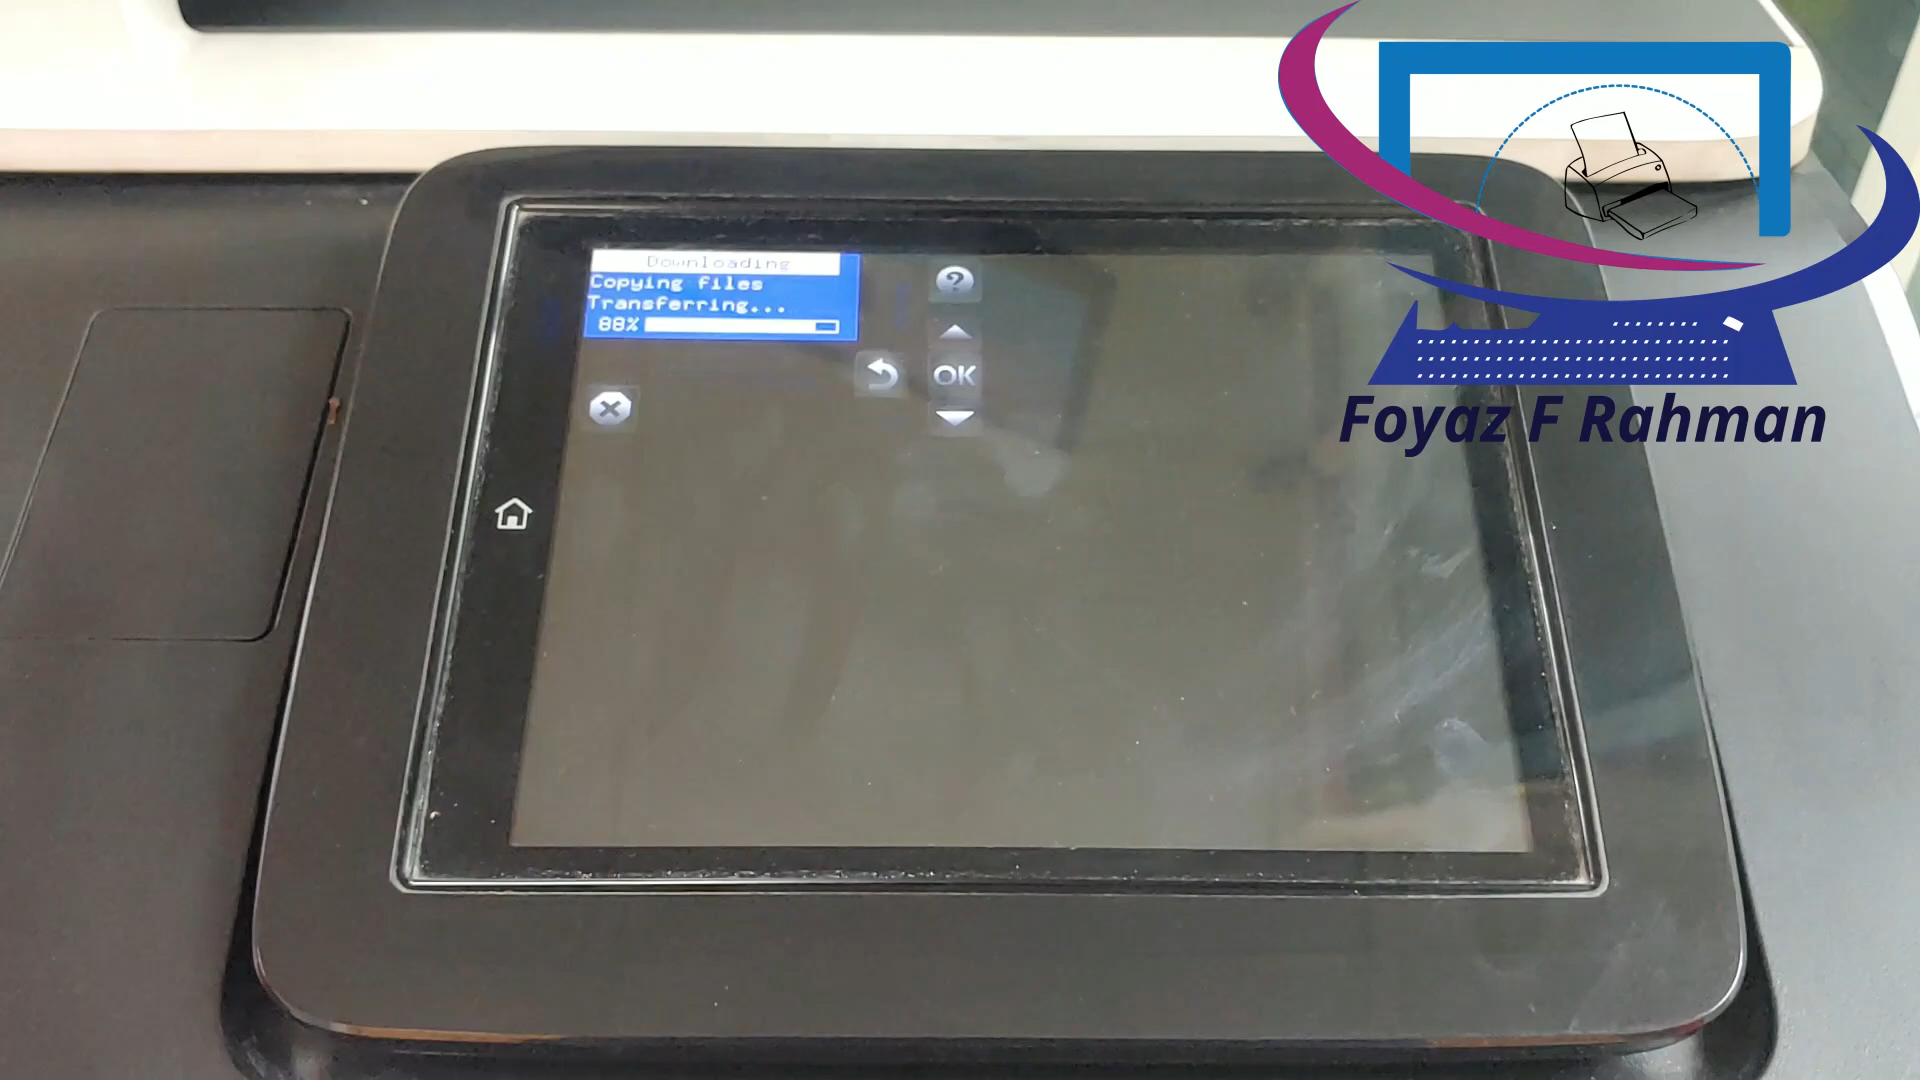 Downloading
Copying files
Transferring...
88%
?
OK
Foyaz F Rahman